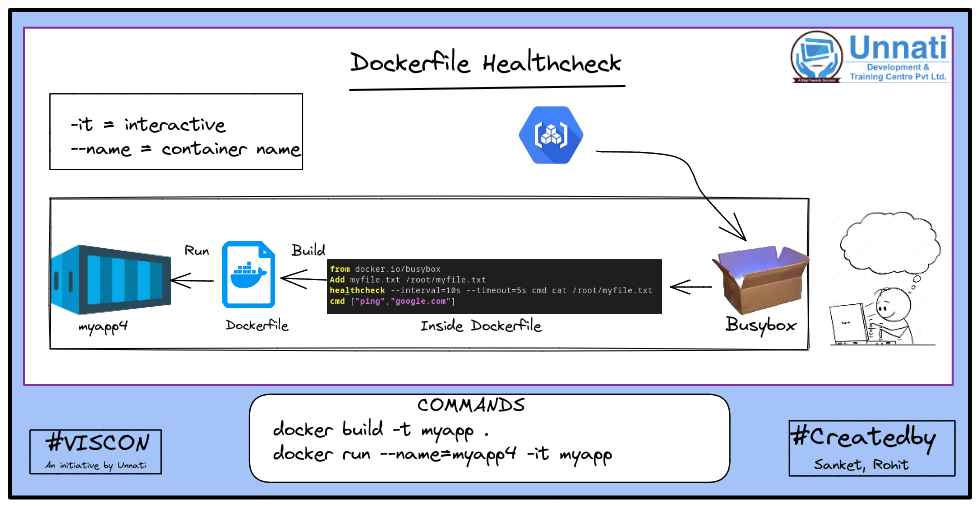 Dockerfile Healthcheck
Unnati
Development &
Training Centre Pvt Ltd.
A Step Towards Success
-it = interactive
--name = container name
Run
Build
from docker.io/busybox
Add myfile.txt /root/myfile.txt
healthcheck --interval=10s --timeout=5s cmd cat /root/myfile.txt
cmd ["ping","google.com"]
myapp4
Dockerfile
Inside Dockerfile
Busybox
COMMANDS
docker build -t myapp .
docker run --name=myapp4 -it myapp
#VISCON
An initiative by Unnati
#Createdby
Sanket, Rohit